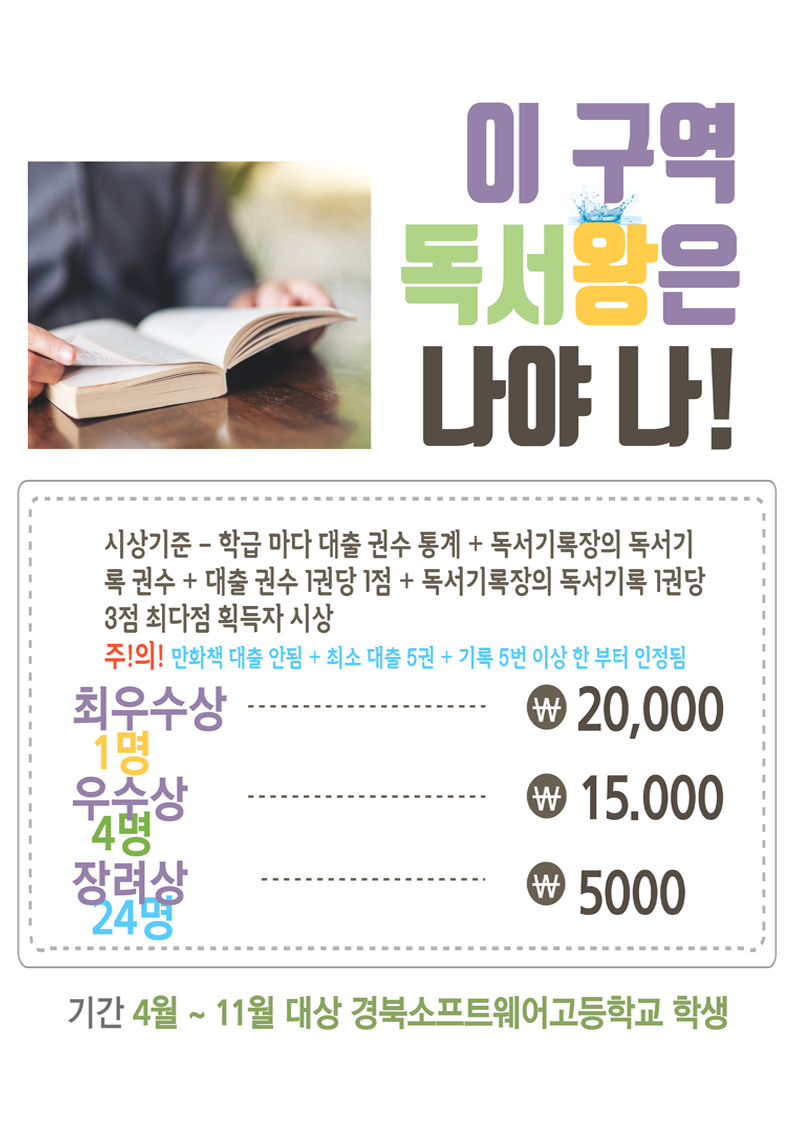 이 구역
독서왕은
나야 나!
시상기준 – 학급 마다 대출 권수 통계 + 독서기록장의 독서기
록 권수 + 대출 권수 1권당 1점 + 독서기록장의 독서기록 1권당
3점 최다점 획득자 시상
주!의! 만화책 대출 안됨 + 최소 대출 5권 + 기록 5번 이상 한 부터 인정됨
최우수상 ₩ 20,000
1명
우수상 ₩ 15.000
4명
장려상 ₩ 5000
24명
기간 4월 ~ 11월 대상 경북소프트웨어고등학교 학생